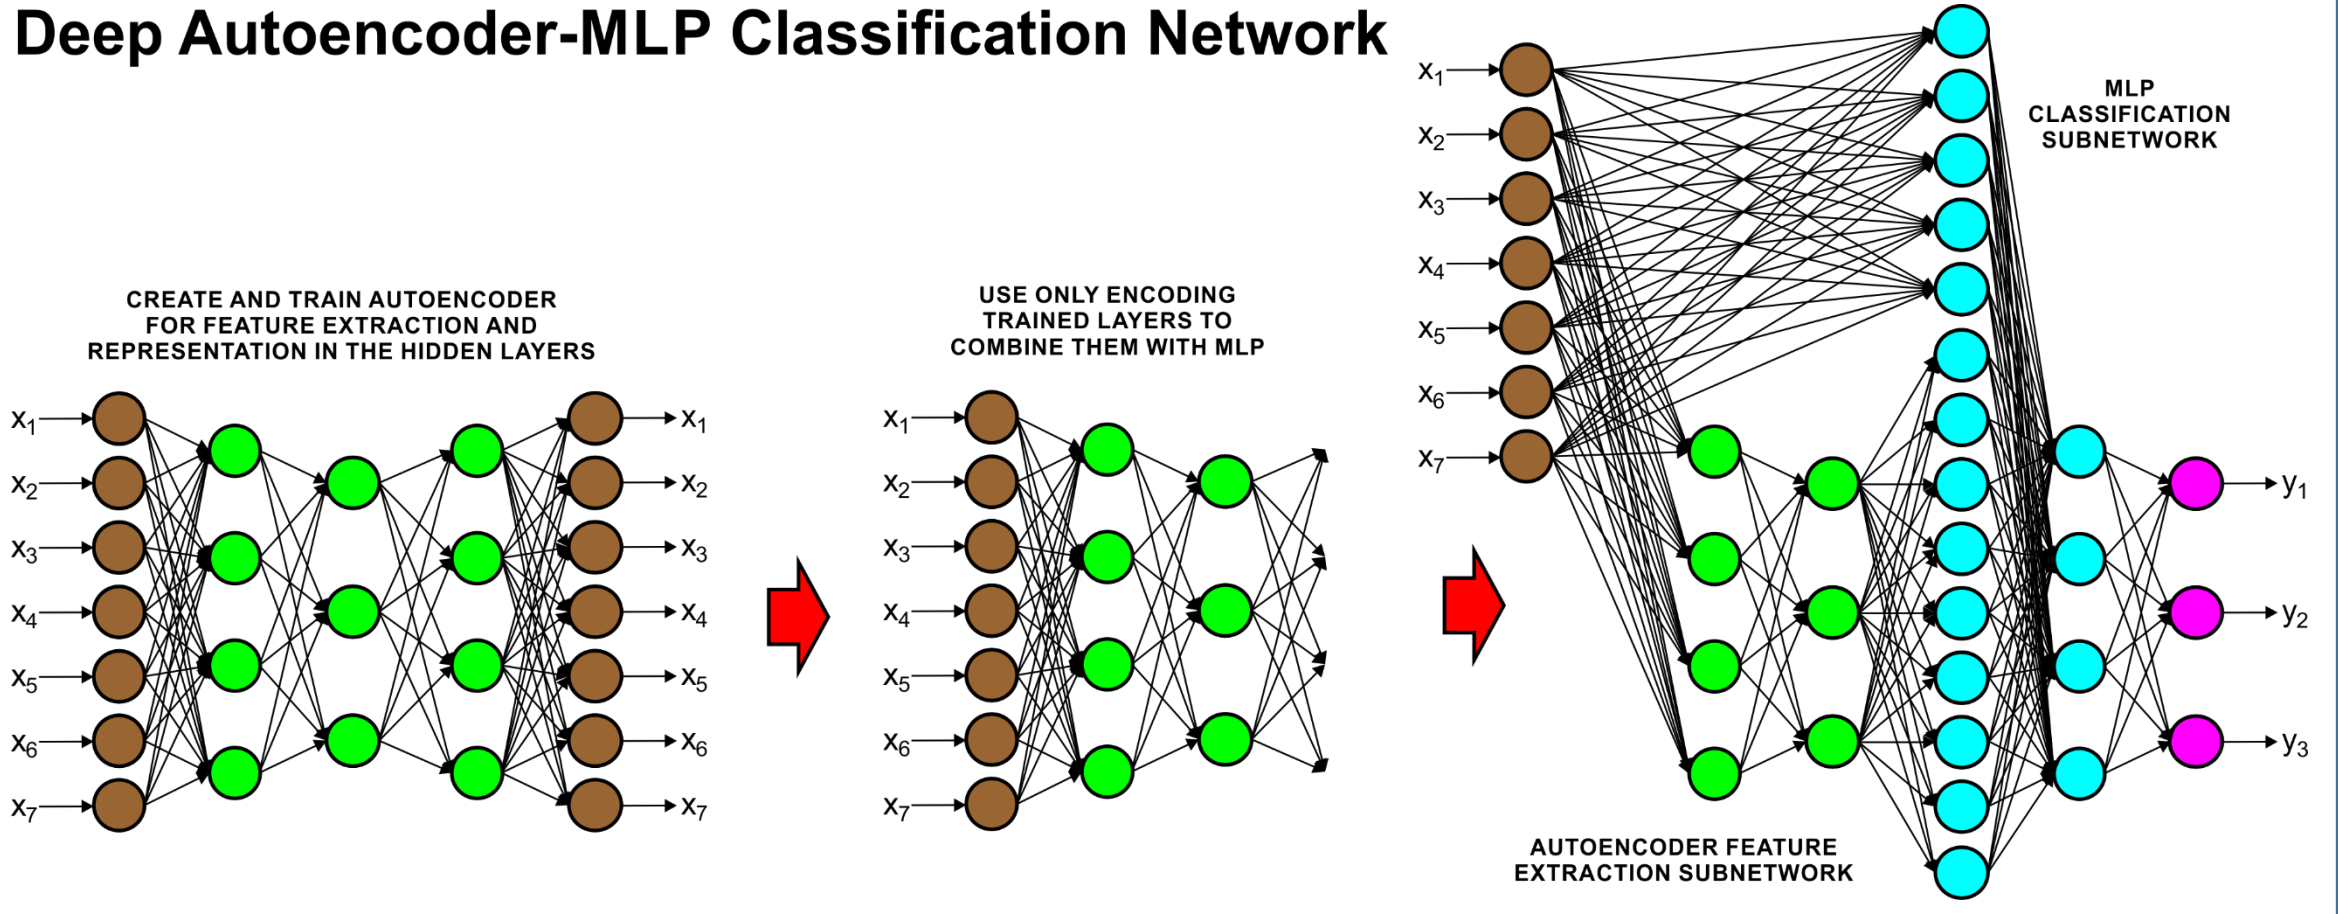 Deep Autoencoder-MLP Classification Network
CREATE AND TRAIN AUTOENCODER
FOR FEATURE EXTRACTION AND
REPRESENTATION IN THE HIDDEN LAYERS
x1
x2
x3
x4
x5
x6
x7
x1
x2
x3
x4
x5
x6
x7
USE ONLY ENCODING
TRAINED LAYERS TO
COMBINE THEM WITH MLP
x1
x2
x3
x4
x5
x6
x7
x1
x2
x3
x4
x5
x6
x7
MLP
CLASSIFICATION
SUBNETWORK
y1
y2
y3
AUTOENCODER FEATURE
EXTRACTION SUBNETWORK